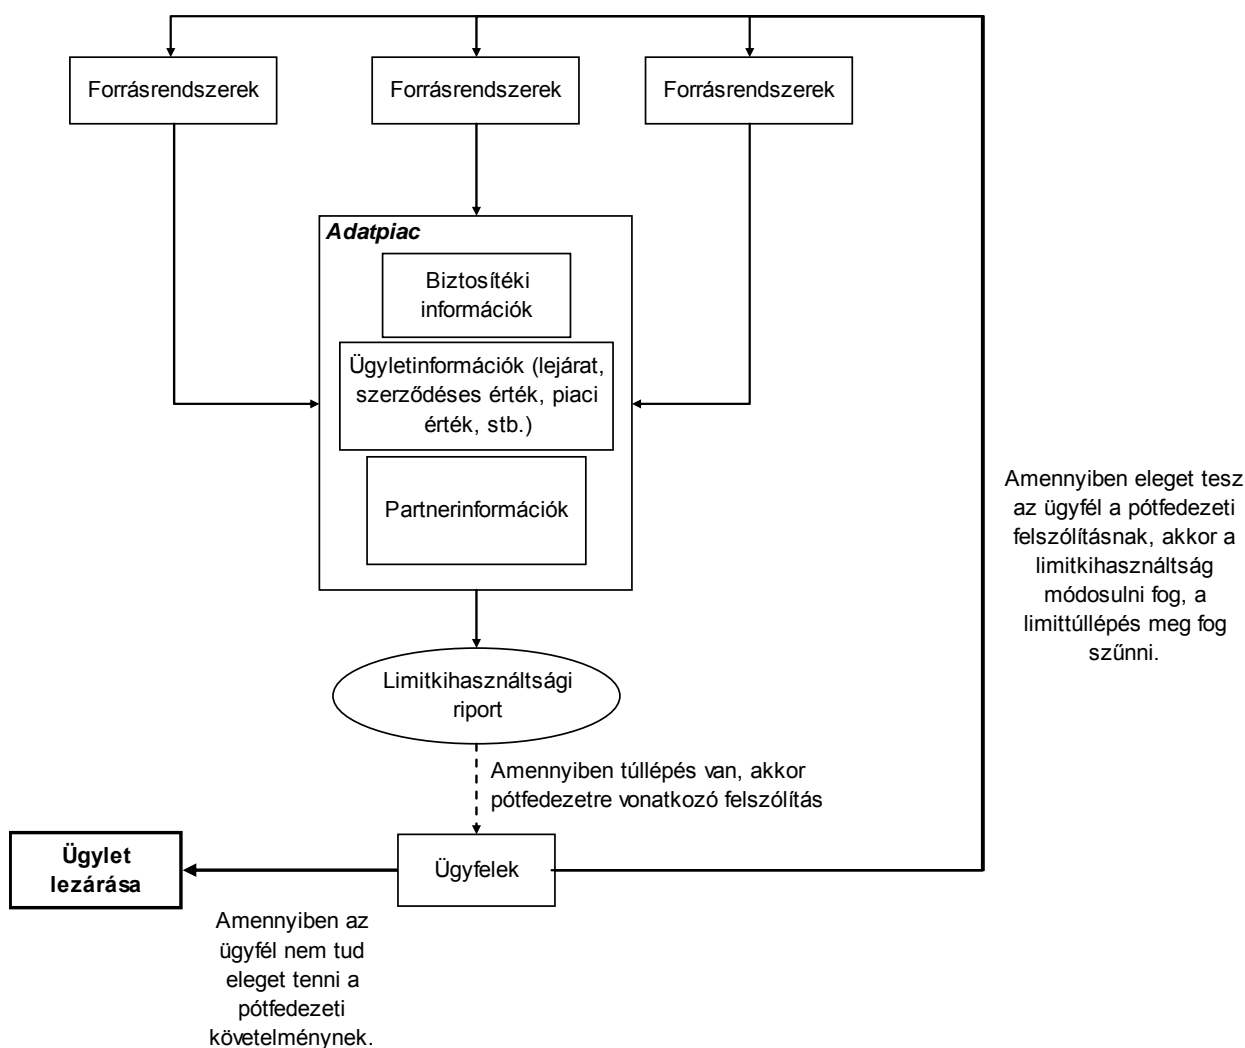 Forrásrendszerek
Forrásrendszerek
Forrásrendszerek
Adatpiac
Biztosítéki
információk
Ügyletinformációk (lejárat,
szerződéses érték, piaci
érték, stb.)
Partnerinformációk
Amennyiben eleget tesz
az ügyfél a pótfedezeti
felszólításnak, akkor a
limitkihasználtság
módosulni fog, a
limittúllépés meg fog
szűnni.
Limitkihasználtsági
riport
Amennyiben túllépés van, akkor
pótfedezetre vonatkozó felszólítás
Ügylet
lezárása
Ügyfelek
Amennyiben az
ügyfél nem tud
eleget tenni a
pótfedezeti
követelménynek.